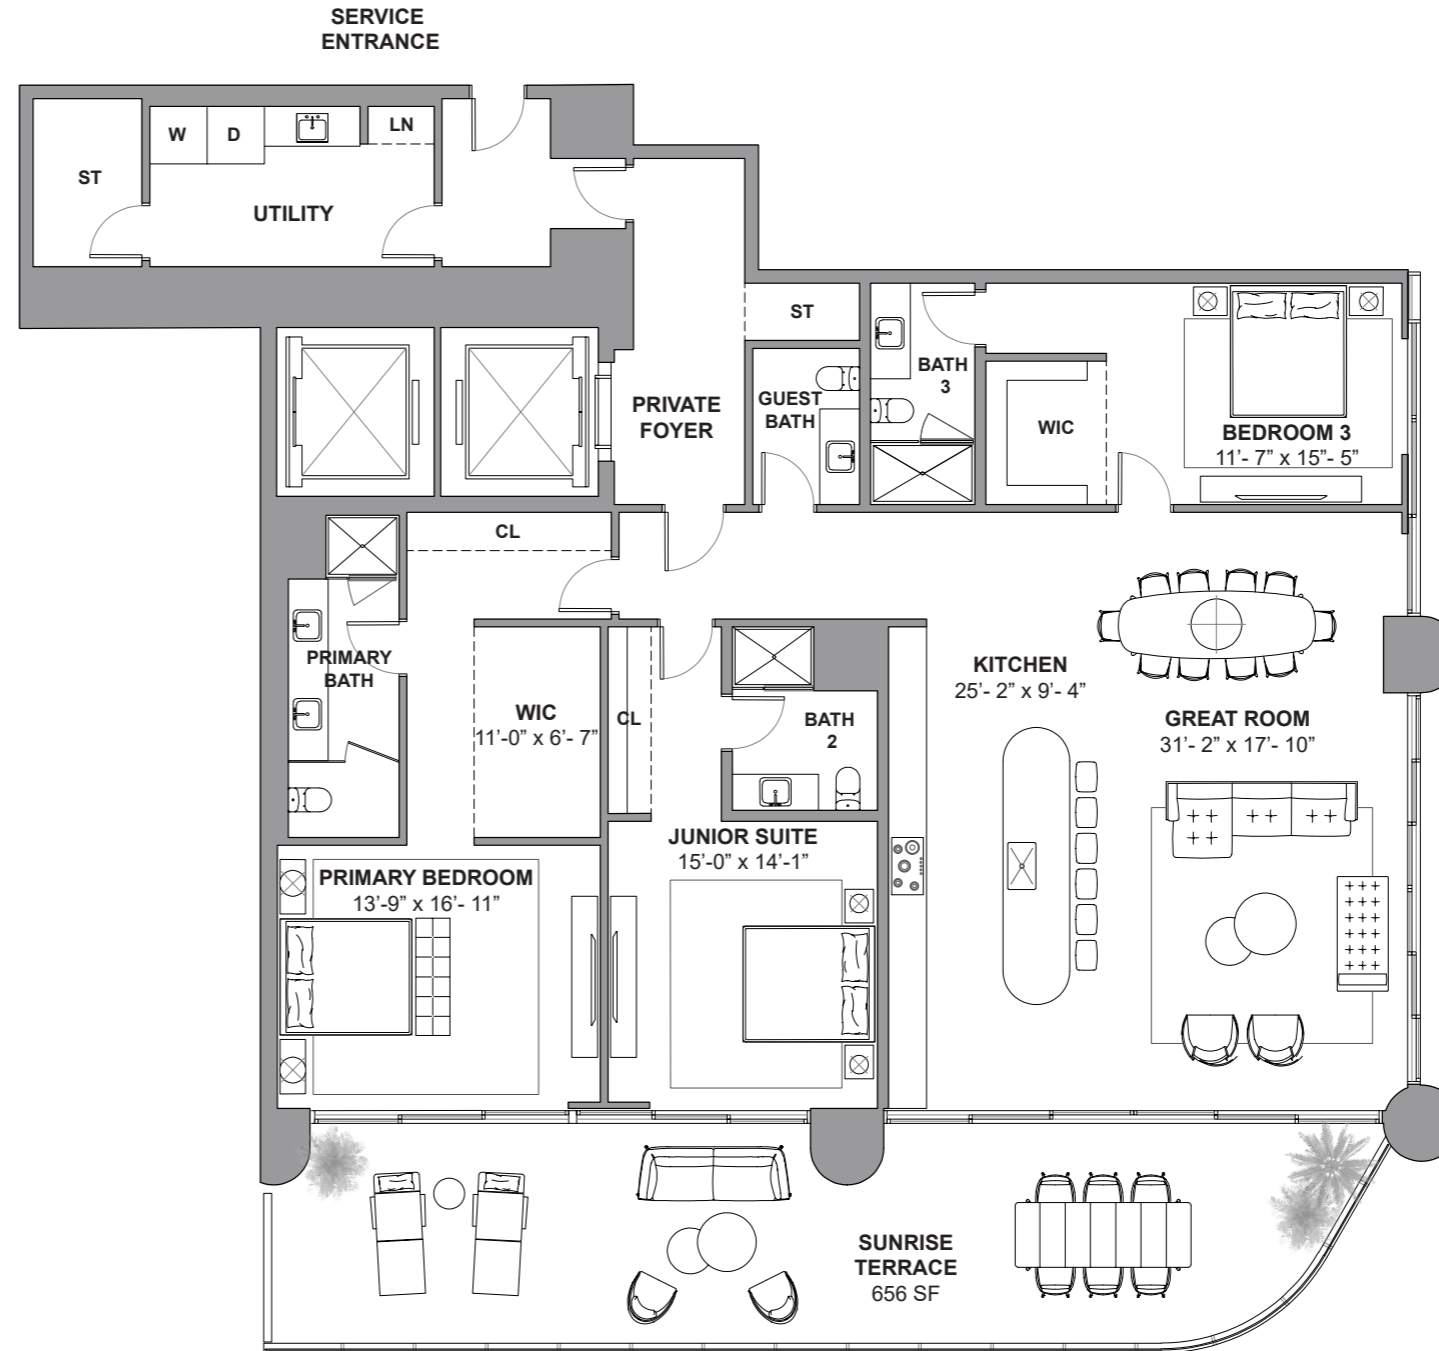 SERVICE
ENTRANCE
W
D
LN
ST
UTILITY
ST
BATH
3
GUEST
BATH
PRIVATE
FOYER
WIC
BEDROOM 3
11’- 7” x 15”- 5”
CL
PRIMARY
BATH
WIC
11’-0” x 6’- 7”
CL
BATH
2
KITCHEN
25’- 2” x 9’- 4”
GREAT ROOM
31’- 2” x 17’- 10”
JUNIOR SUITE
15’-0” x 14’-1”
PRIMARY BEDROOM
13’-9” x 16’- 11”
SUNRISE
TERRACE
656 SF